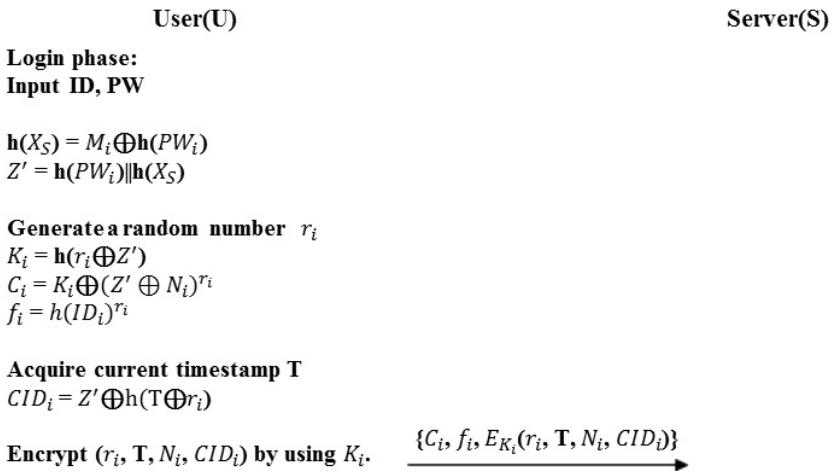 User(U) Server(S)
Login phase:
Input ID, PW
h(X_S) = M_i⊕h(PW_i)
Z′ = h(PW_i)‖h(X_S)
Generate a random number r_i
K_i = h(r_i⊕Z′)
C_i = K_i⊕(Z′ ⊕ N_i)^{r_i}
f_i = h(ID_i)^{r_i}
Acquire current timestamp T
CID_i = Z′⊕h(T⊕r_i)
Encrypt (r_i, T, N_i, CID_i) by using K_i. {C_i, f_i, E_{K_i}(r_i, T, N_i, CID_i)}